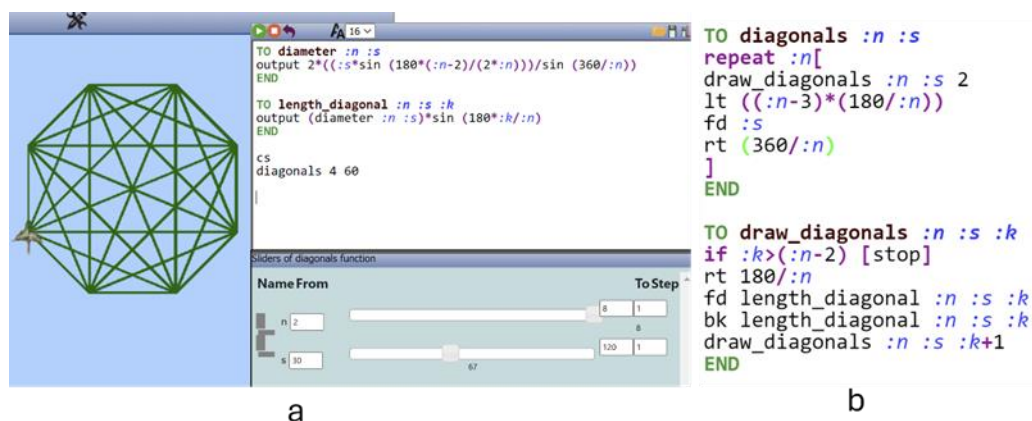 16
TO diameter :n :s
output 2*((:s*sin (180*(:n-2)/(2*:n)))/sin (360/:n))
END
TO length_diagonal :n :s :k
output (diameter :n :s)*sin (180*:k/:n)
END
cs
diagonals 4 60
Sliders of diagonals function
Name From To Step
n 2 8 1
8
s 30 120 1
67
a
TO diagonals :n :s
repeat :n[
draw_diagonals :n :s 2
lt ((:n-3)*(180/:n))
fd :s
rt (360/:n)
]
END
TO draw_diagonals :n :s :k
if :k>(:n-2) [stop]
rt 180/:n
fd length_diagonal :n :s :k
bk length_diagonal :n :s :k
draw_diagonals :n :s :k+1
END
b